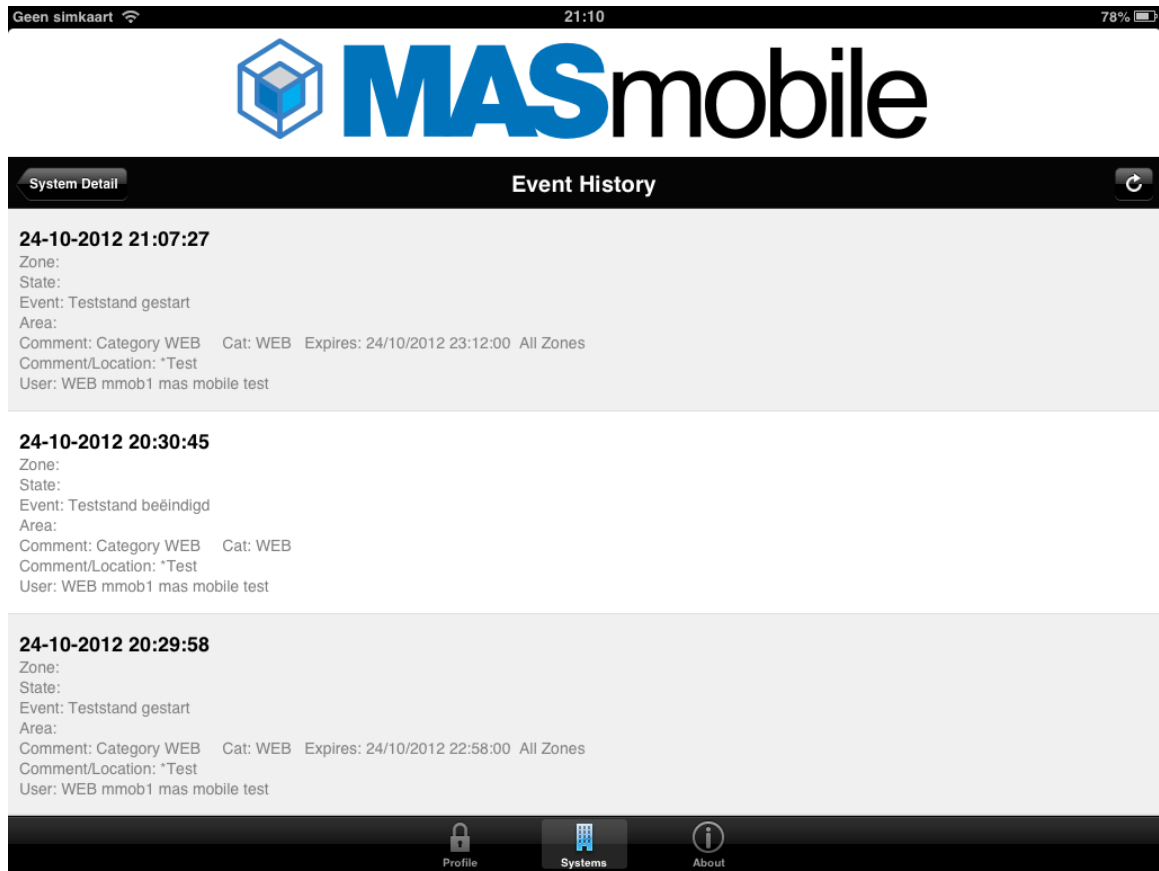 Geen simkaart 21:10 78%
MASmobile
System Detail Event History
24-10-2012 21:07:27
Zone:
State:
Event: Teststand gestart
Area:
Comment: Category WEB Cat: WEB Expires: 24/10/2012 23:12:00 All Zones
Comment/Location: *Test
User: WEB mmob1 mas mobile test
24-10-2012 20:30:45
Zone:
State:
Event: Teststand beëindigd
Area:
Comment: Category WEB Cat: WEB
Comment/Location: *Test
User: WEB mmob1 mas mobile test
24-10-2012 20:29:58
Zone:
State:
Event: Teststand gestart
Area:
Comment: Category WEB Cat: WEB Expires: 24/10/2012 22:58:00 All Zones
Comment/Location: *Test
User: WEB mmob1 mas mobile test
Profile Systems About